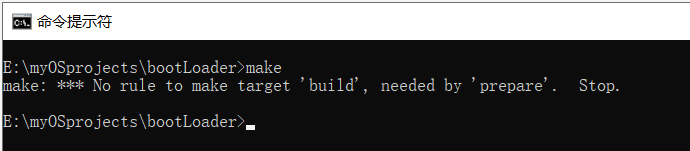 命令提示符
E:\myOSprojects\bootLoader>make
make: *** No rule to make target 'build', needed by 'prepare'.  Stop.
E:\myOSprojects\bootLoader>